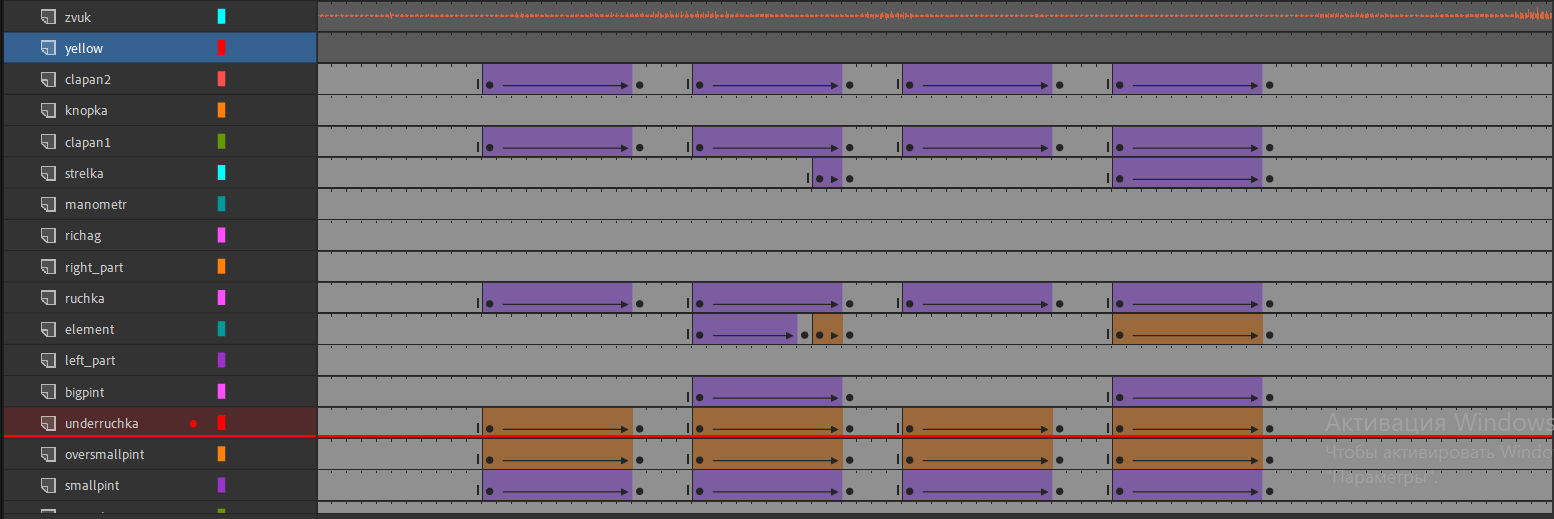 zvuk
yellow
clapan2
knopka
clapan1
strelka
manometr
richag
right_part
ruchka
element
left_part
bigpint
underruchka
Активация Windows
oversmallpint
Чтобы активировать Windo
smallpint
"Параметры".